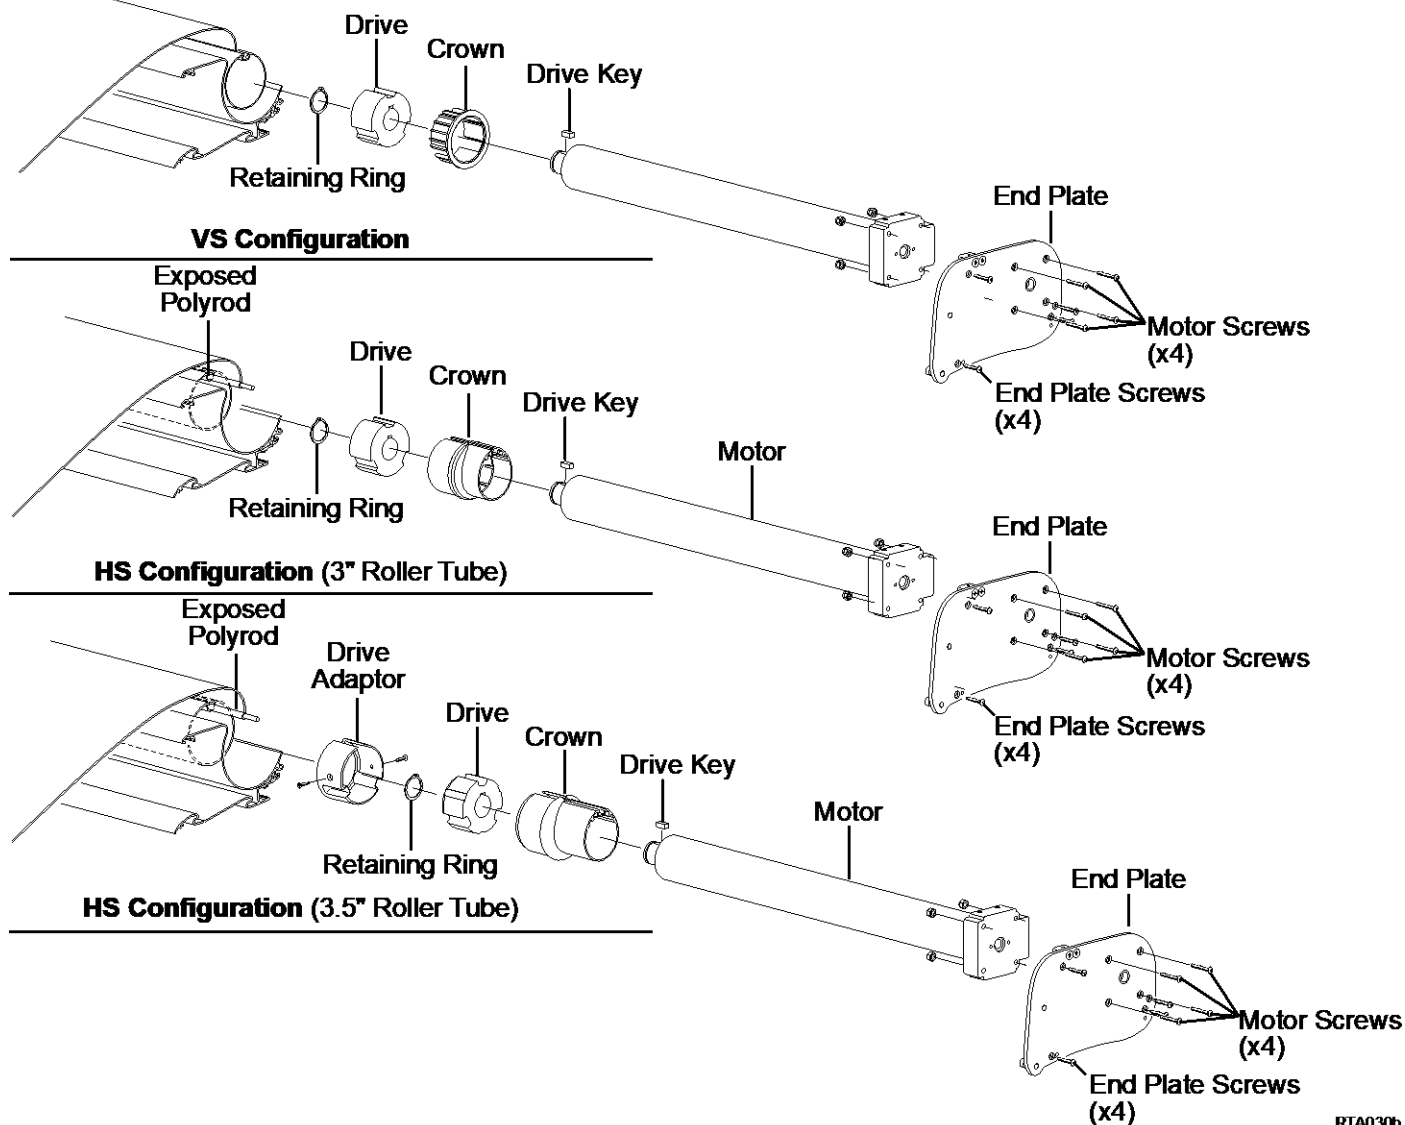 Drive
Crown
Drive Key
Retaining Ring
End Plate
VS Configuration
Motor Screws
(x4)
End Plate Screws
(x4)
Exposed
Polyrod
Drive
Crown
Drive Key
Motor
Retaining Ring
End Plate
HS Configuration (3" Roller Tube)
Motor Screws
(x4)
End Plate Screws
(x4)
Exposed
Polyrod
Drive
Adaptor
Drive
Crown
Drive Key
Motor
Retaining Ring
End Plate
HS Configuration (3.5" Roller Tube)
Motor Screws
(x4)
End Plate Screws
(x4)
RTA030b